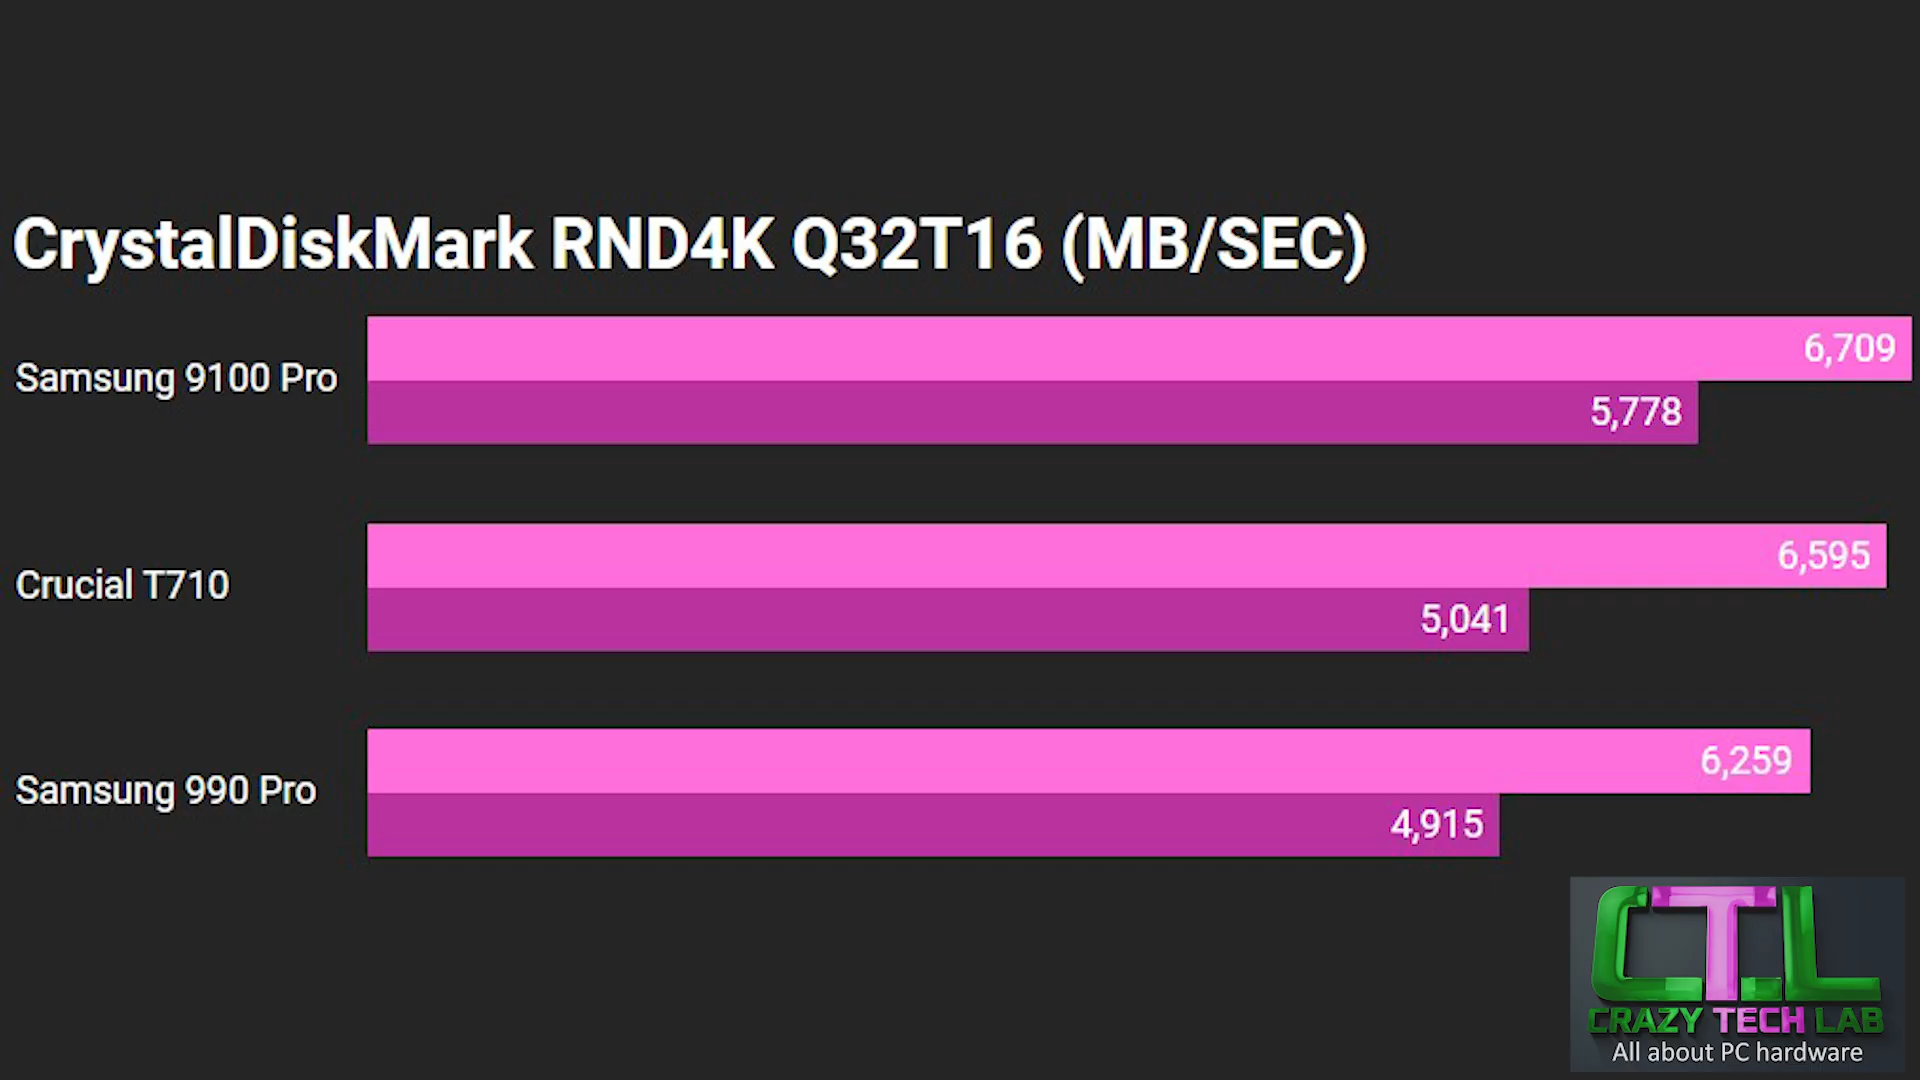 CrystalDiskMark RND4K Q32T16 (MB/SEC)
Samsung 9100 Pro
6,709
5,778
Crucial T710
6,595
5,041
Samsung 990 Pro
6,259
4,915
CTL
CRAZY TECH LAB
All about PC hardware